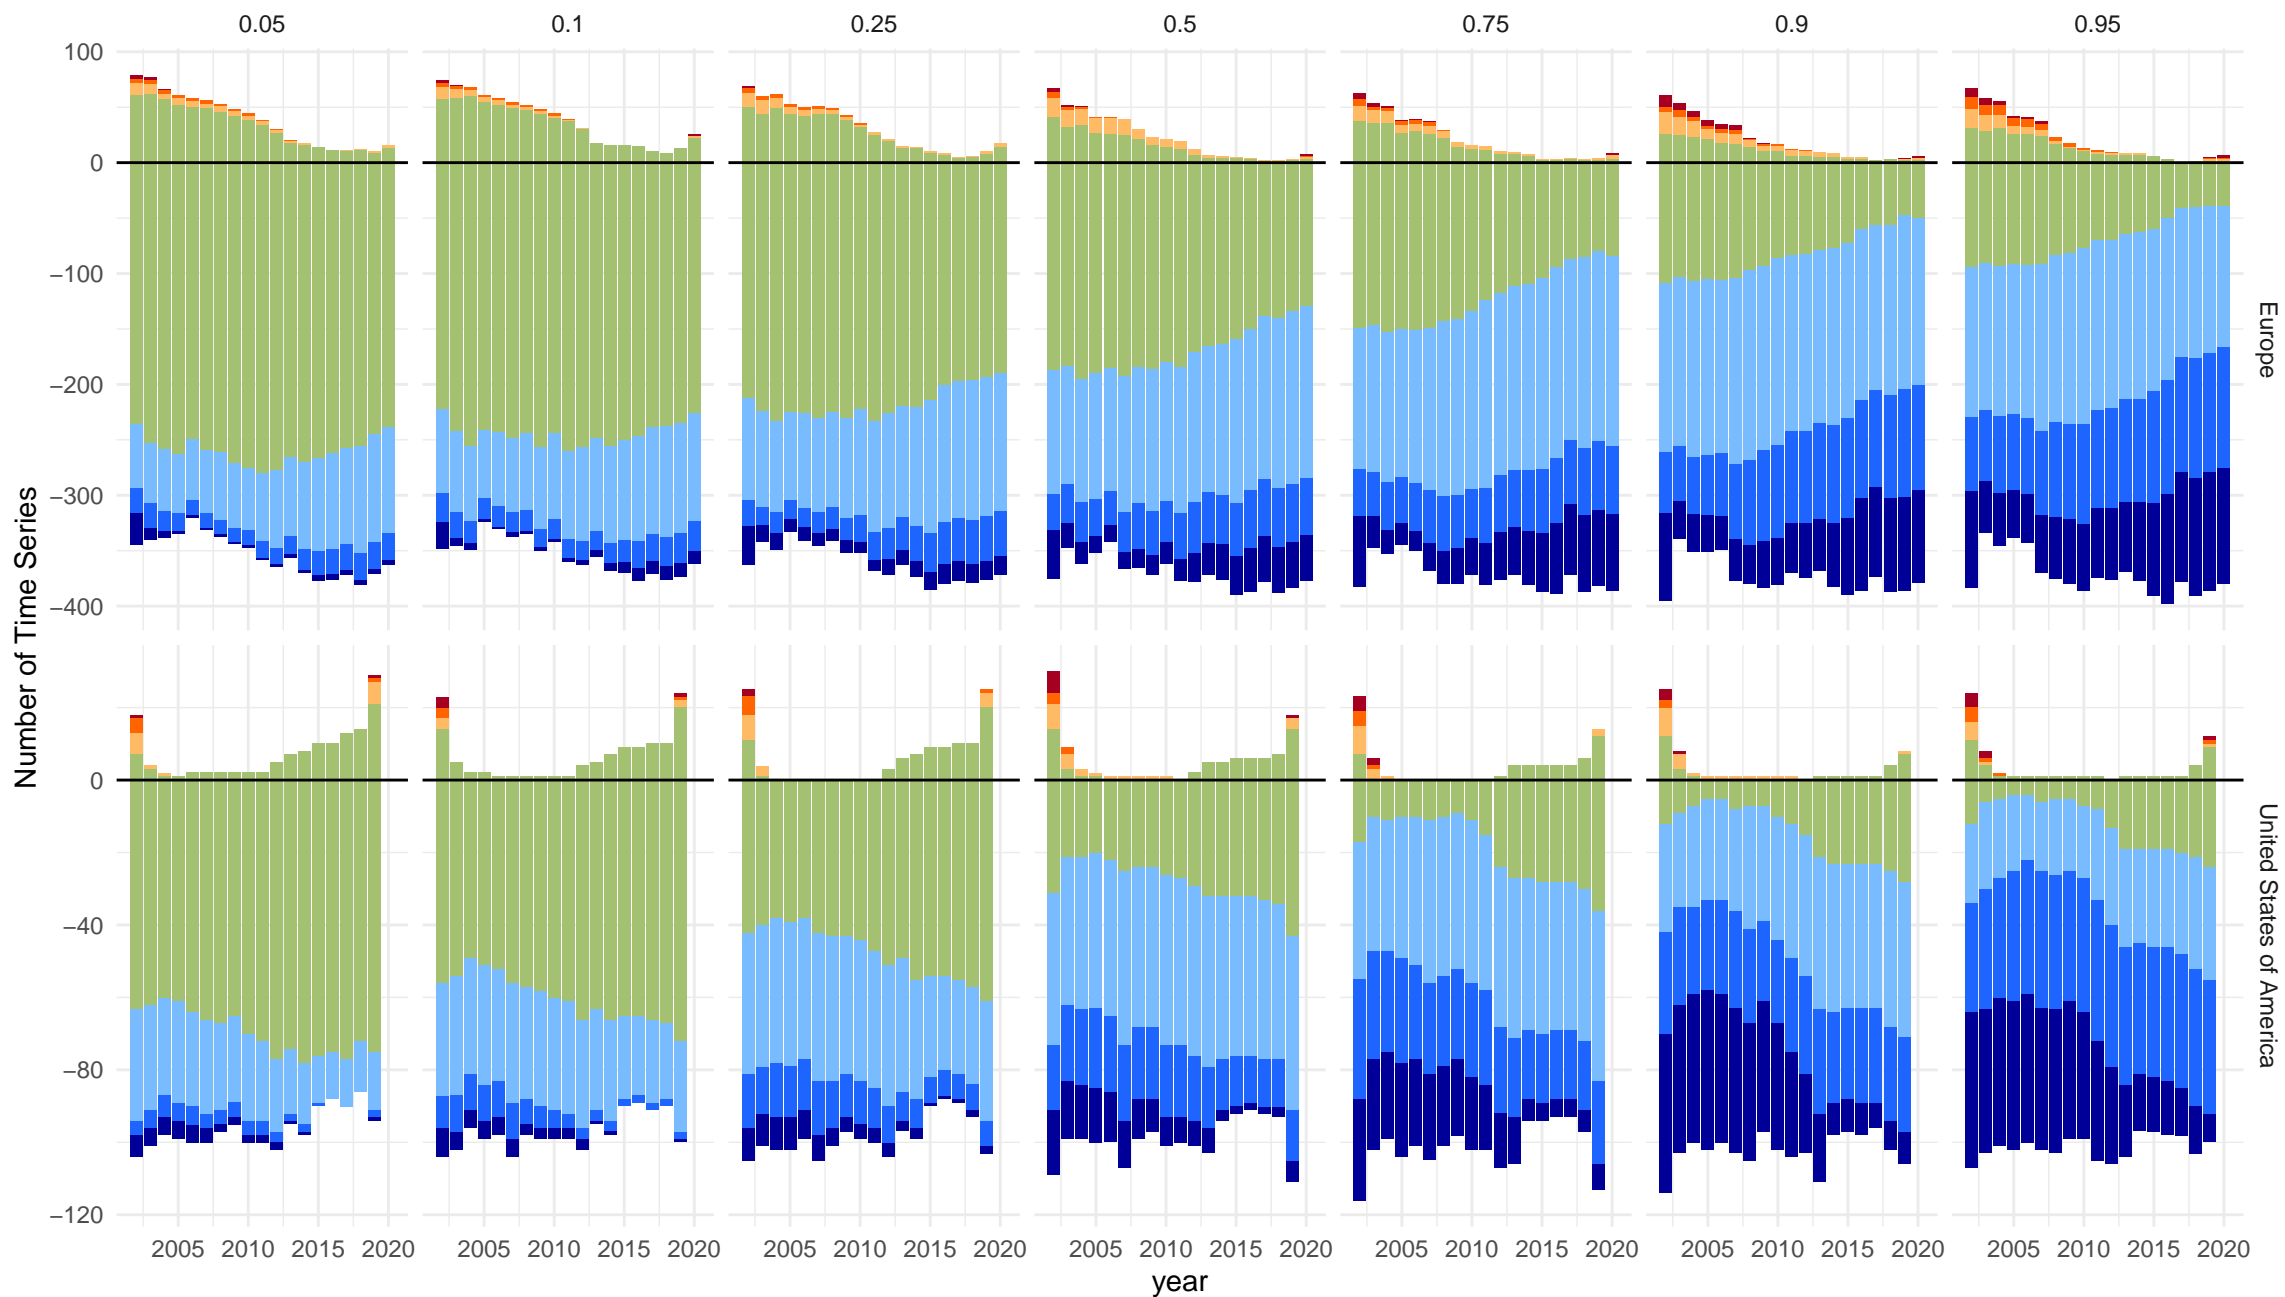 0.05 0.1 0.25 0.5 0.75 0.9 0.95
100
0
−100
−200
−300
−400
Europe
0
−40
−80
−120
United States of America
Number of Time Series
2005 2010 2015 2020 2005 2010 2015 2020 2005 2010 2015 2020 2005 2010 2015 2020 2005 2010 2015 2020 2005 2010 2015 2020 2005 2010 2015 2020
year